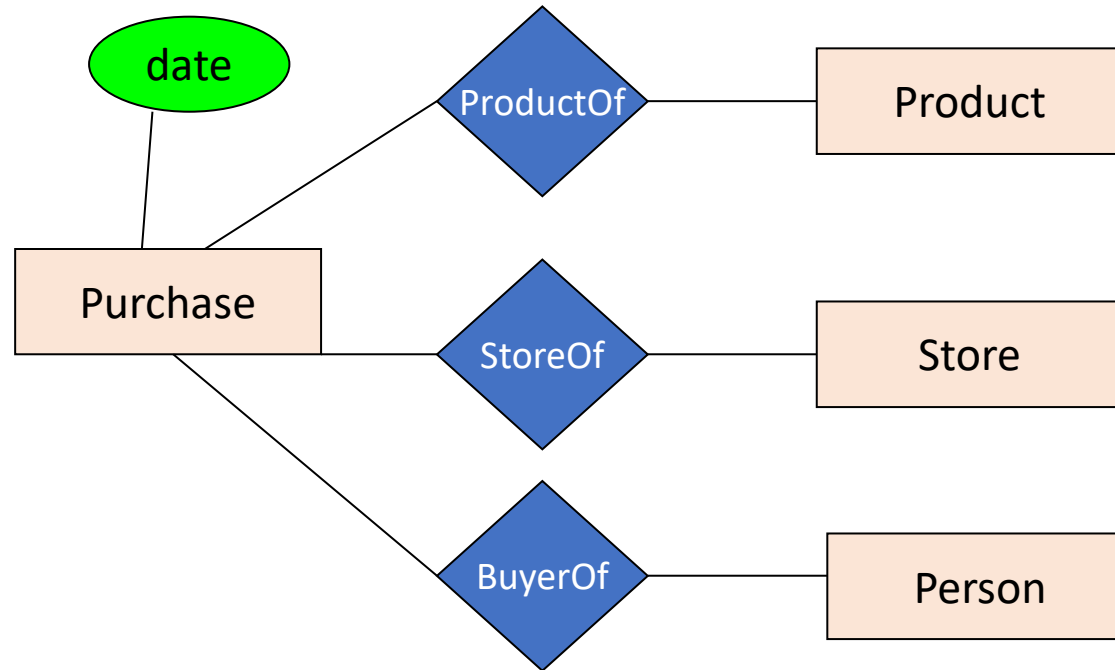 date
ProductOf
Product
Purchase
StoreOf
Store
BuyerOf
Person